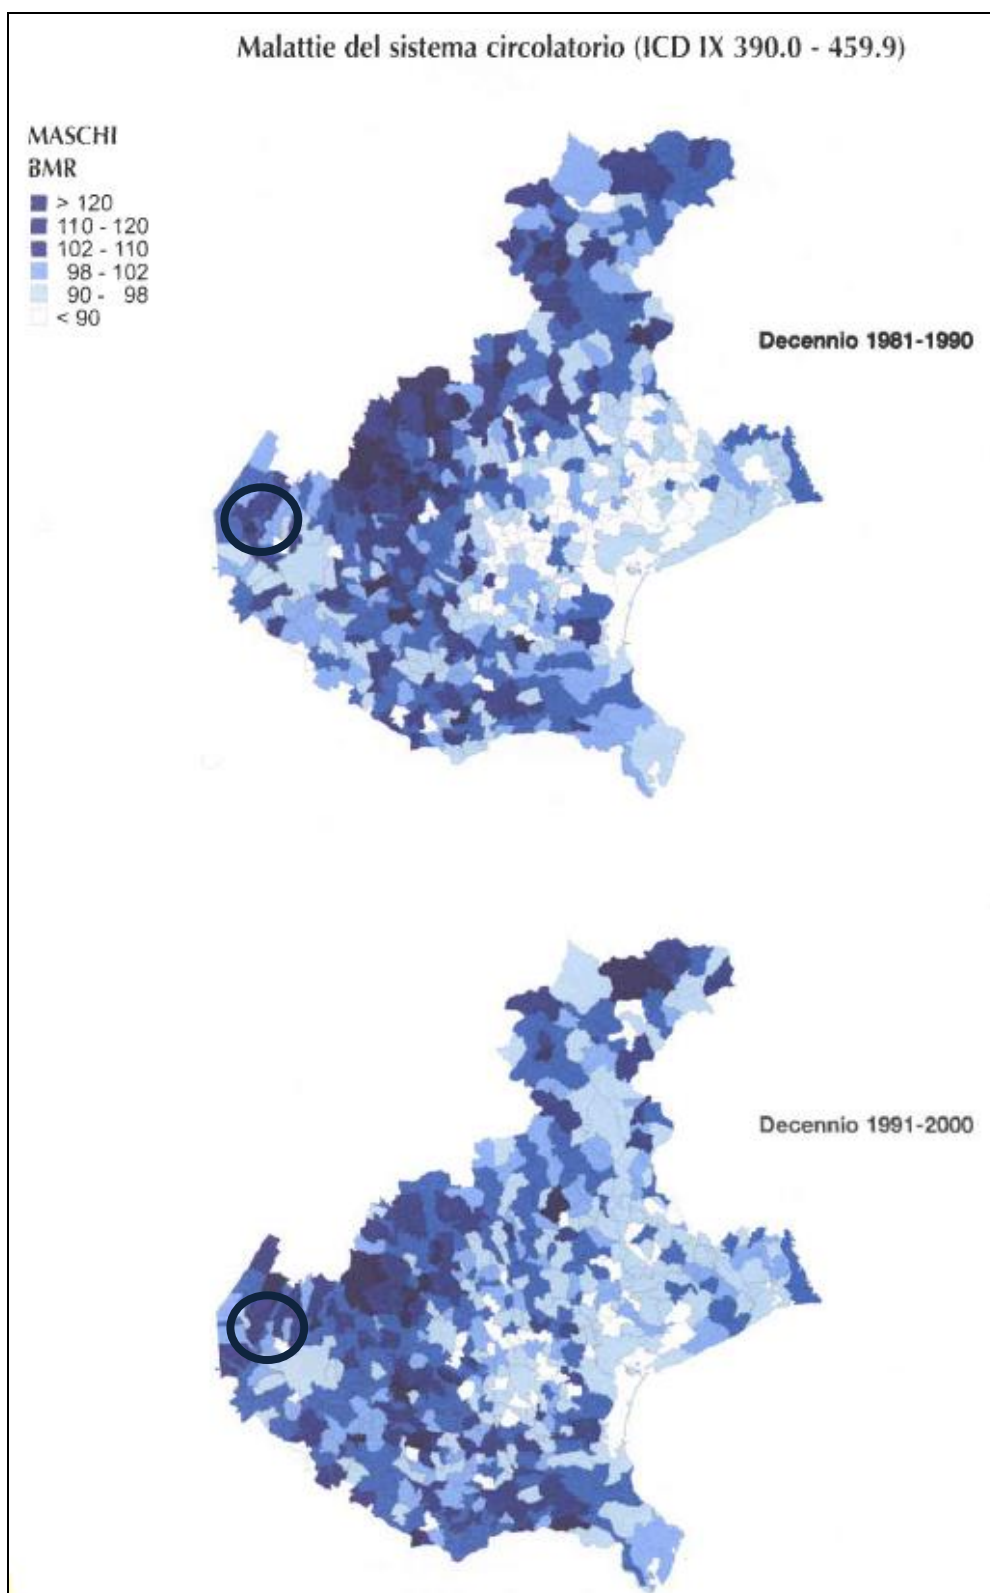 Malattie del sistema circolatorio (ICD IX 390.0 - 459.9)
MASCHI
BMR
> 120
110 - 120
102 - 110
98 - 102
90 - 98
< 90
Decennio 1981-1990
Decennio 1991-2000